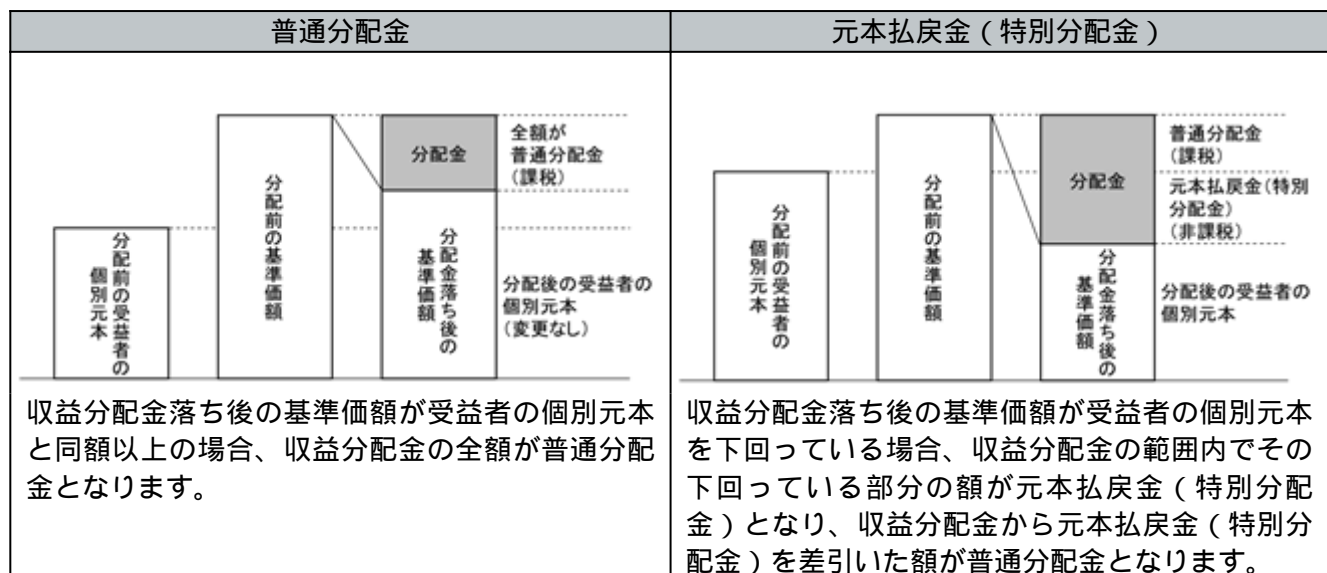 普通分配金
分配前の受益者の
個別元本
分配前の基準価額
分配金
分配金落ち後の
基準価額
全額が
普通分配金
(課税)
分配後の受益者の
個別元本
(変更なし)
収益分配金落ち後の基準価額が受益者の個別元本
と同額以上の場合、収益分配金の全額が普通分配
金となります。
元本払戻金(特別分配金)
分配前の受益者の
個別元本
分配前の基準価額
分配金
分配金落ち後の
基準価額
普通分配金
(課税)
元本払戻金(特別
分配金)
(非課税)
分配後の受益者の
個別元本
収益分配金落ち後の基準価額が受益者の個別元本
を下回っている場合、収益分配金の範囲内でその
下回っている部分の額が元本払戻金(特別分配
金)となり、収益分配金から元本払戻金(特別分
配金)を差引いた額が普通分配金となります。